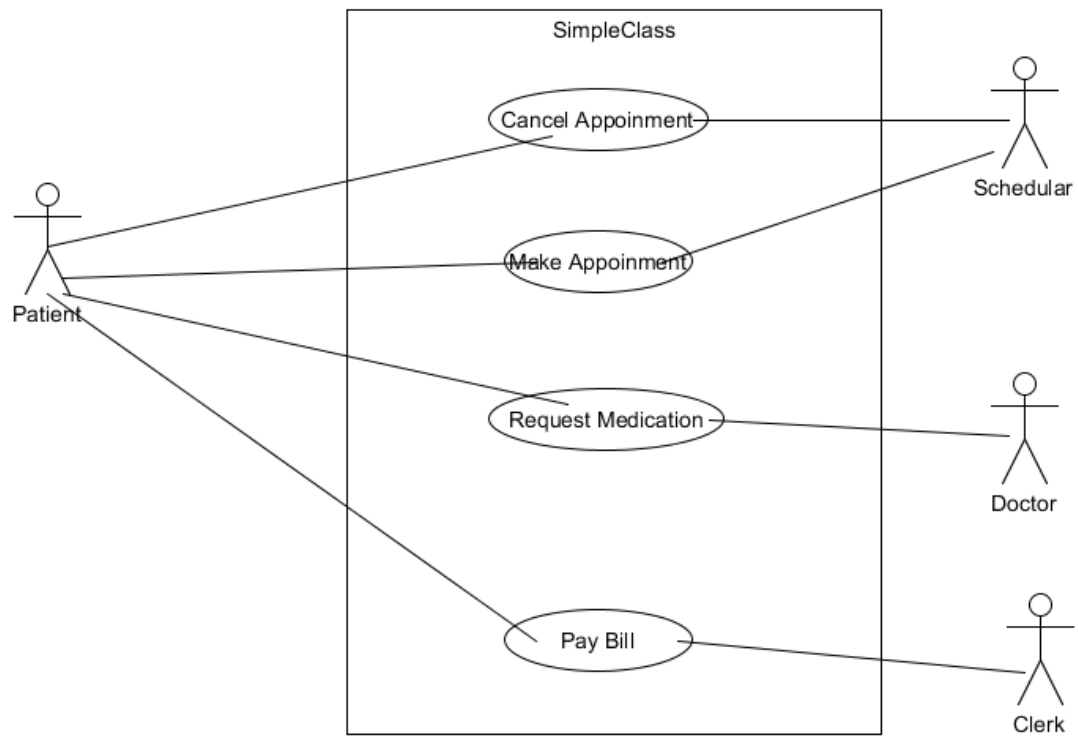 SimpleClass
Cancel Appoinment
Schedular
Make Appoinment
Patient
Request Medication
Doctor
Pay Bill
Clerk